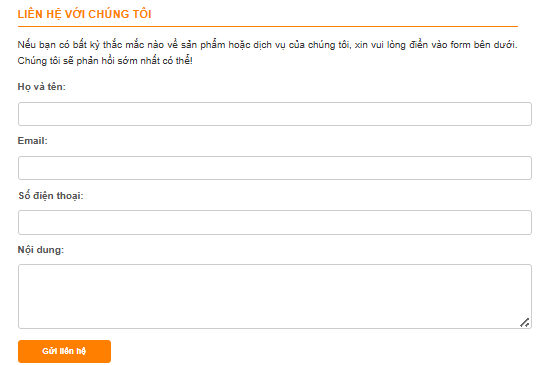 LIÊN HỆ VỚI CHÚNG TÔI
Nếu bạn có bất kỳ thắc mắc nào về sản phẩm hoặc dịch vụ của chúng tôi, xin vui lòng điền vào form bên dưới.
Chúng tôi sẽ phản hồi sớm nhất có thể!
Họ và tên:
Email:
Số điện thoại:
Nội dung:
Gửi liên hệ